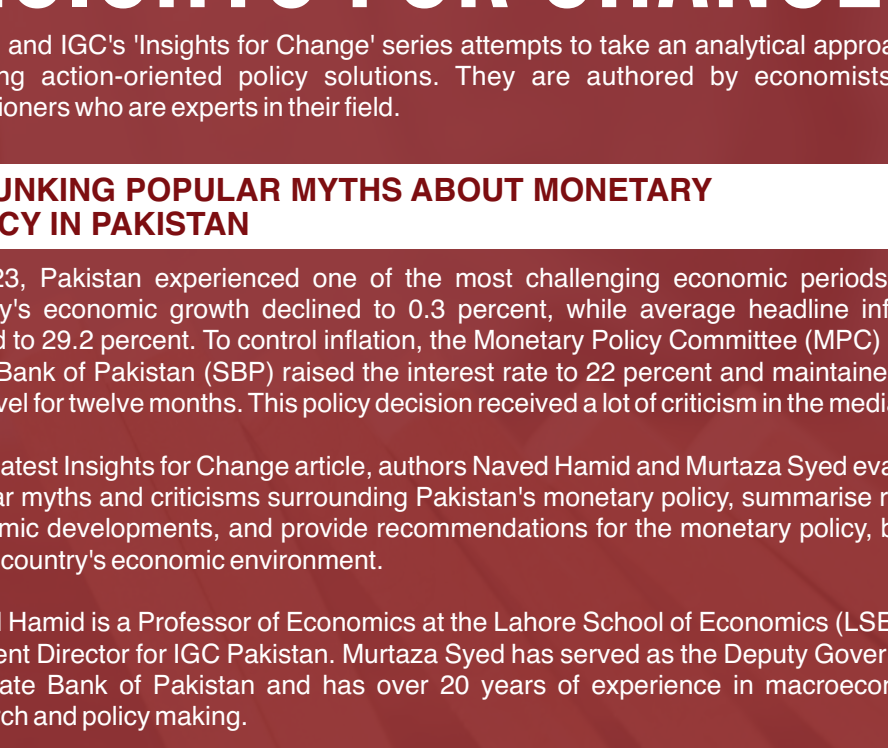 INSIGHTS FOR CHANGE
and IGC's 'Insights for Change' series attempts to take an analytical approa
ng action-oriented policy solutions. They are authored by economists
ioners who are experts in their field.
UNKING POPULAR MYTHS ABOUT MONETARY
CY IN PAKISTAN
23, Pakistan experienced one of the most challenging economic periods
y's economic growth declined to 0.3 percent, while average headline inf
d to 29.2 percent. To control inflation, the Monetary Policy Committee (MPC)
Bank of Pakistan (SBP) raised the interest rate to 22 percent and maintaine
vel for twelve months. This policy decision received a lot of criticism in the medi
atest Insights for Change article, authors Naved Hamid and Murtaza Syed eva
ar myths and criticisms surrounding Pakistan's monetary policy, summarise r
mic developments, and provide recommendations for the monetary policy, b
country's economic environment.
Hamid is a Professor of Economics at the Lahore School of Economics (LSE
ent Director for IGC Pakistan. Murtaza Syed has served as the Deputy Gover
ate Bank of Pakistan and has over 20 years of experience in macroecon
rch and policy making.